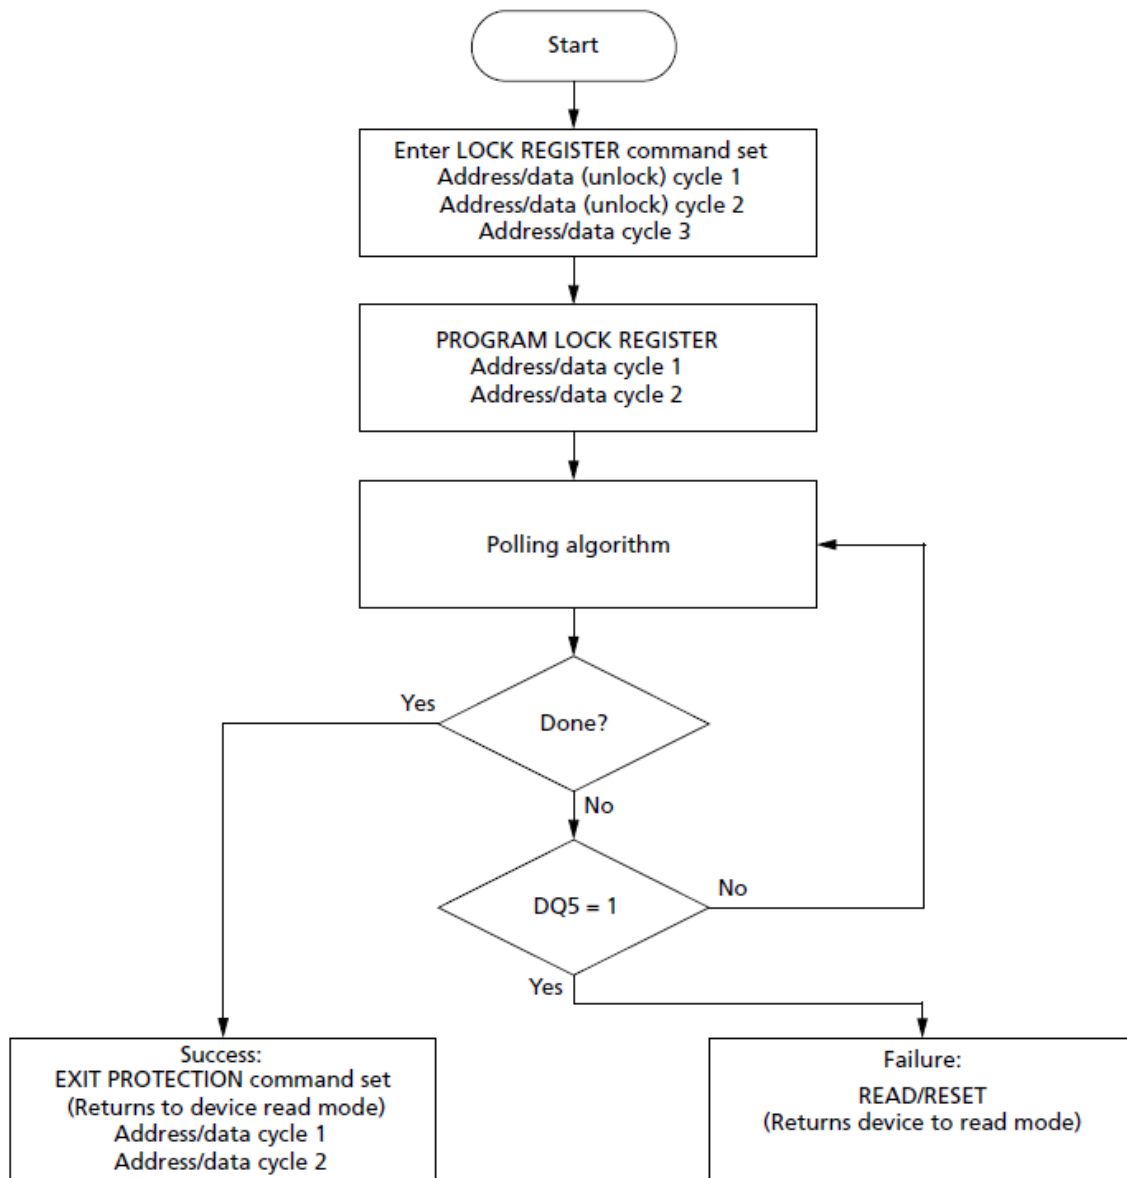 Start
Enter LOCK REGISTER command set
Address/data (unlock) cycle 1
Address/data (unlock) cycle 2
Address/data cycle 3
PROGRAM LOCK REGISTER
Address/data cycle 1
Address/data cycle 2
Polling algorithm
Yes
Done?
No
DQ5 = 1
No
Yes
Success:
EXIT PROTECTION command set
(Returns to device read mode)
Address/data cycle 1
Address/data cycle 2
Failure:
READ/RESET
(Returns device to read mode)